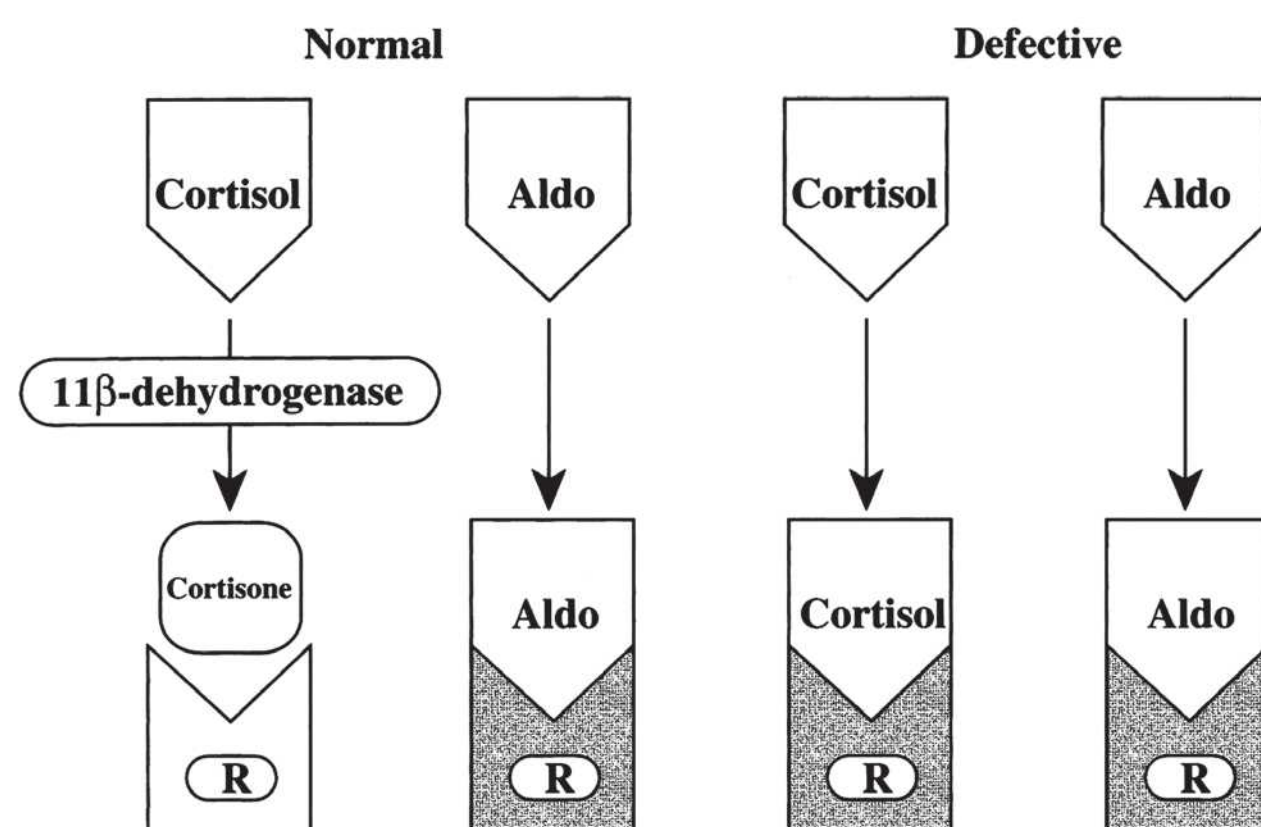 Normal Defective
Cortisol Aldo Cortisol Aldo
11β-dehydrogenase
Cortisone
Aldo Cortisol Aldo
R R R R